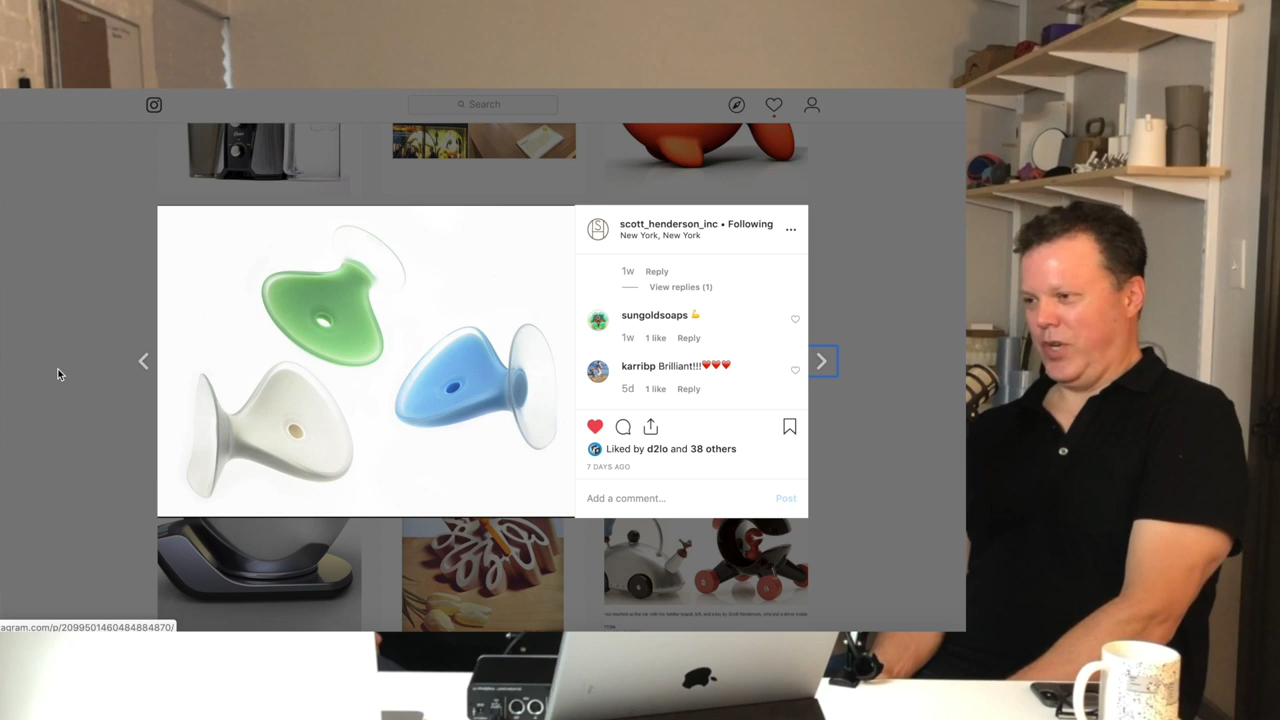 Search
scott_henderson_inc • Following
New York, New York
1w Reply
View replies (1)
sungoldsoaps 💪
1w 1 like Reply
karribp Brilliant!!!❤️❤️❤️
5d 1 like Reply
Liked by d2lo and 38 others
7 DAYS AGO
Add a comment... Post
agram.com/p/2099501460484884870/